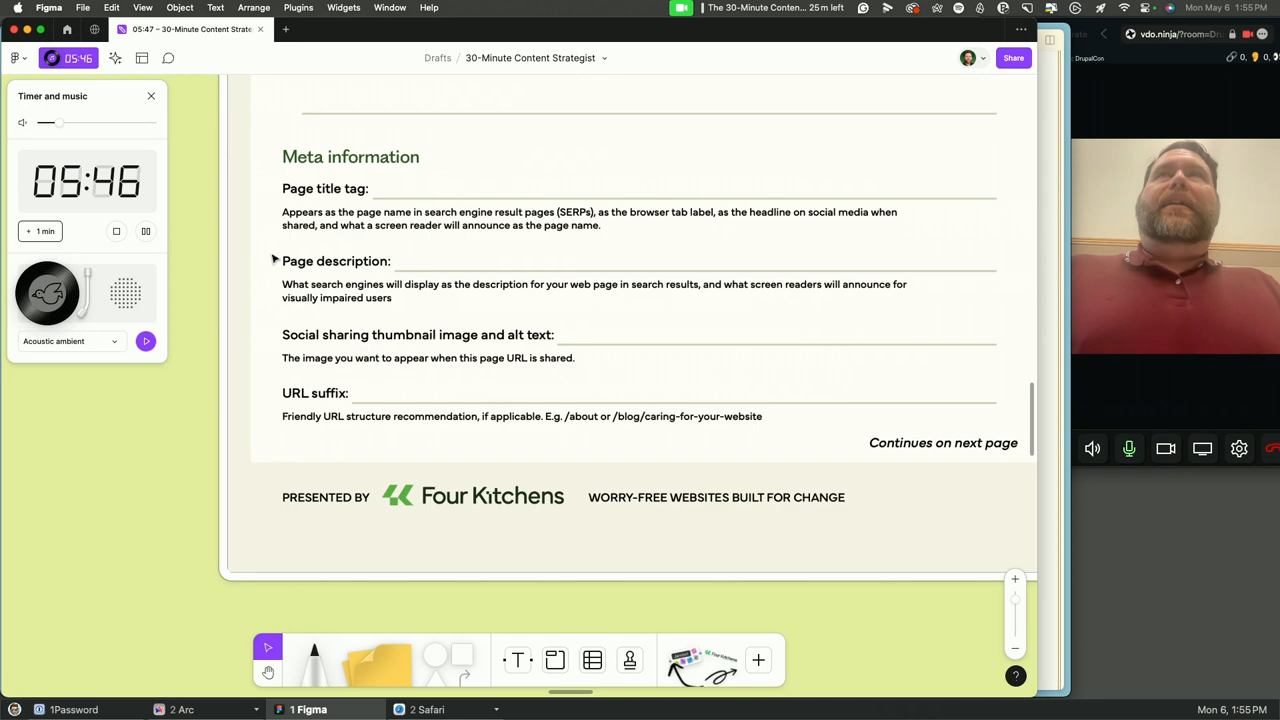 Figma File Edit View Object Text Arrange Plugins Widgets Window Help
The 30-Minute Conten... 25m left
Mon May 6 1:55 PM
05:47 – 30-Minute Content Strate
vdo.ninja/?room=Dru
DrupalCon
05:46
Drafts / 30-Minute Content Strategist
Share
Timer and music
05:46
+ 1 min
Acoustic ambient
Meta information
Page title tag:
Appears as the page name in search engine result pages (SERPs), as the browser tab label, as the headline on social media when
shared, and what a screen reader will announce as the page name.
Page description:
What search engines will display as the description for your web page in search results, and what screen readers will announce for
visually impaired users
Social sharing thumbnail image and alt text:
The image you want to appear when this page URL is shared.
URL suffix:
Friendly URL structure recommendation, if applicable. E.g. /about or /blog/caring-for-your-website
Continues on next page
PRESENTED BY Four Kitchens WORRY-FREE WEBSITES BUILT FOR CHANGE
T
?
1Password
2 Arc
1 Figma
2 Safari
Mon 6, 1:55 PM